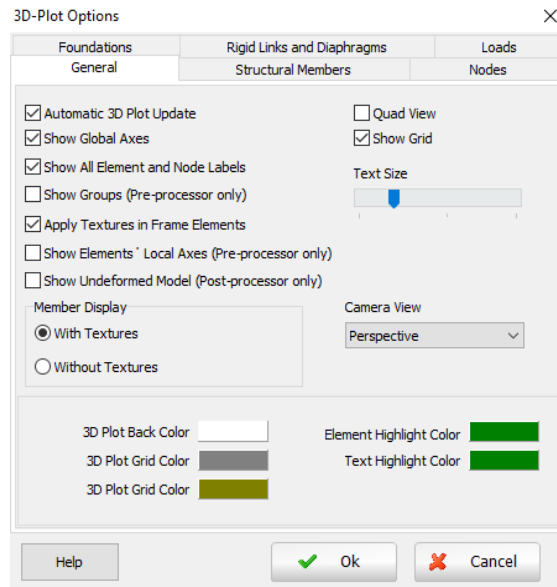 3D-Plot Options
Foundations
Rigid Links and Diaphragms
Loads
General
Structural Members
Nodes
Automatic 3D Plot Update
Quad View
Show Global Axes
Show Grid
Show All Element and Node Labels
Text Size
Show Groups (Pre-processor only)
Apply Textures in Frame Elements
Show Elements ' Local Axes (Pre-processor only)
Show Undeformed Model (Post-processor only)
Member Display
Camera View
With Textures
Perspective
Without Textures
3D Plot Back Color
Element Highlight Color
3D Plot Grid Color
Text Highlight Color
3D Plot Grid Color
Help
Ok
Cancel